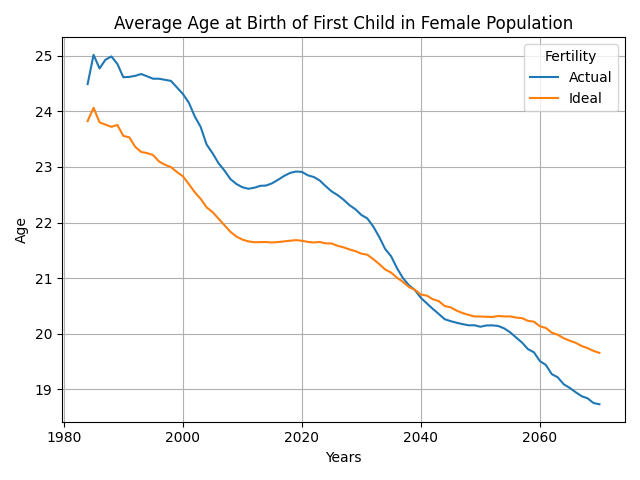 Average Age at Birth of First Child in Female Population
Fertility
Actual
Ideal
Age
25
24
23
22
21
20
19
1980
2000
2020
2040
2060
Years